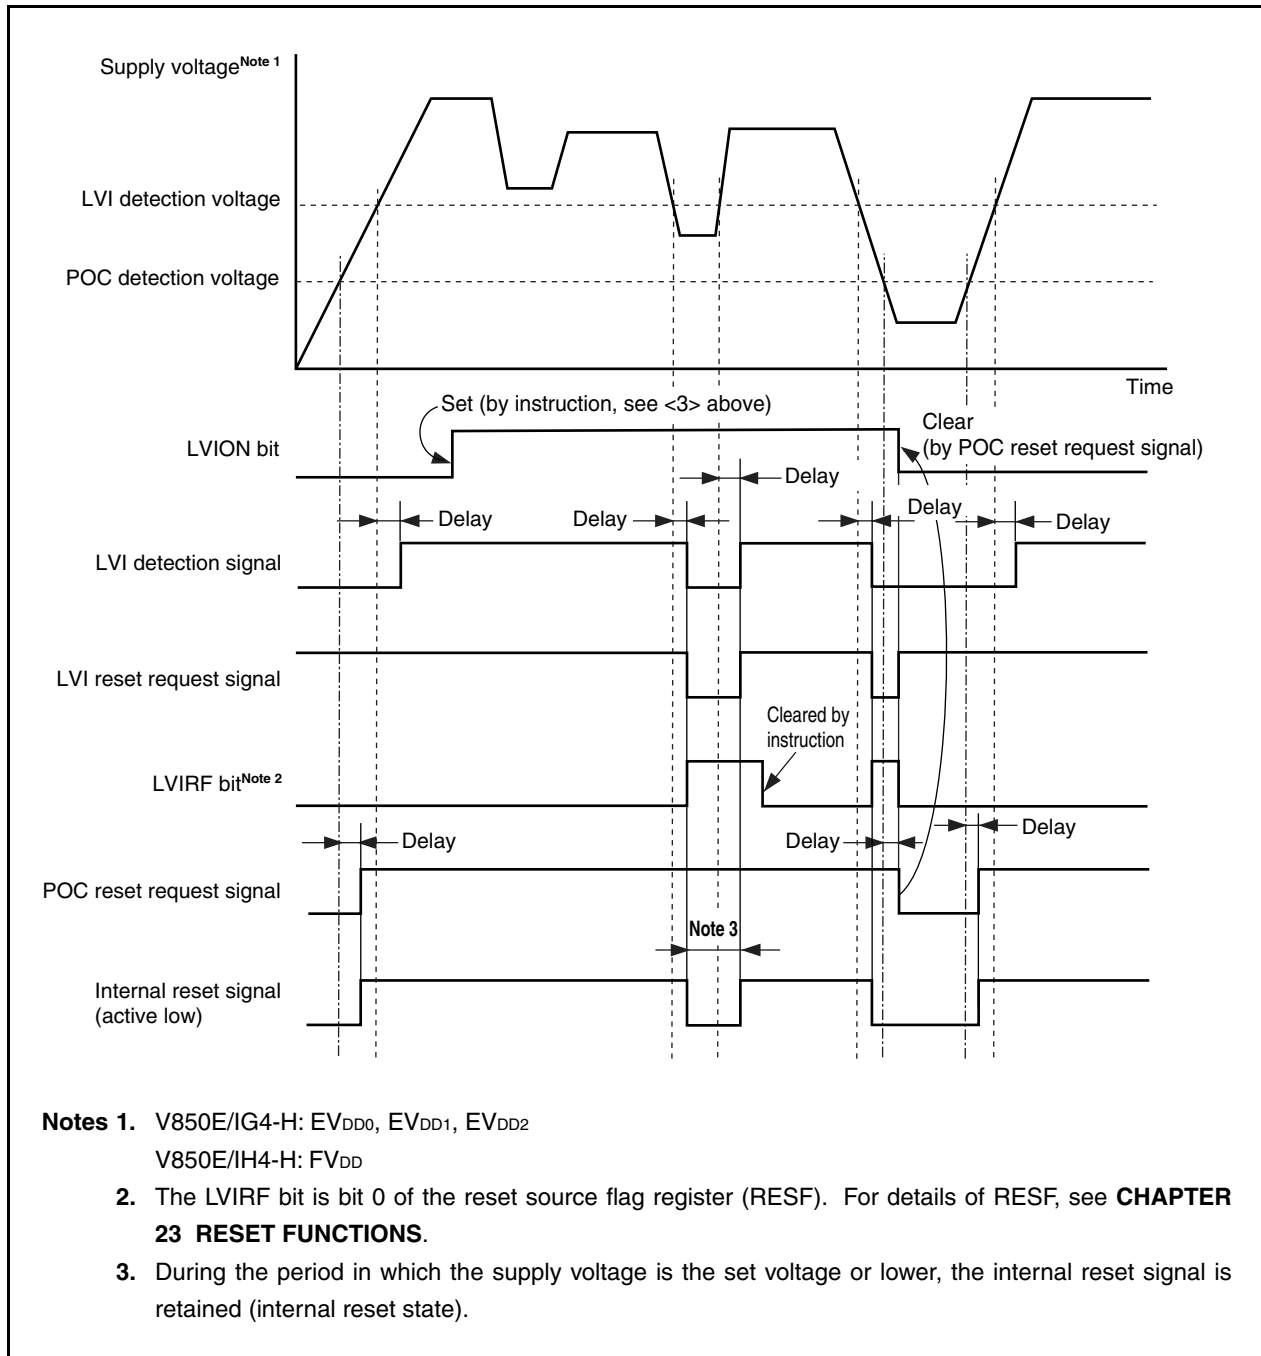 Supply voltage Note 1
LVI detection voltage
POC detection voltage
Time
Set (by instruction, see <3> above)
Clear
(by POC reset request signal)
LVION bit
Delay
Delay
Delay
Delay
Delay
LVI detection signal
LVI reset request signal
Cleared by
instruction
LVIRF bit Note 2
Delay
Delay
Delay
POC reset request signal
Note 3
Internal reset signal
(active low)
Notes 1. V850E/IG4-H: EVDD0, EVDD1, EVDD2
V850E/IH4-H: FVDD
2. The LVIRF bit is bit 0 of the reset source flag register (RESF). For details of RESF, see CHAPTER
23 RESET FUNCTIONS.
3. During the period in which the supply voltage is the set voltage or lower, the internal reset signal is
retained (internal reset state).